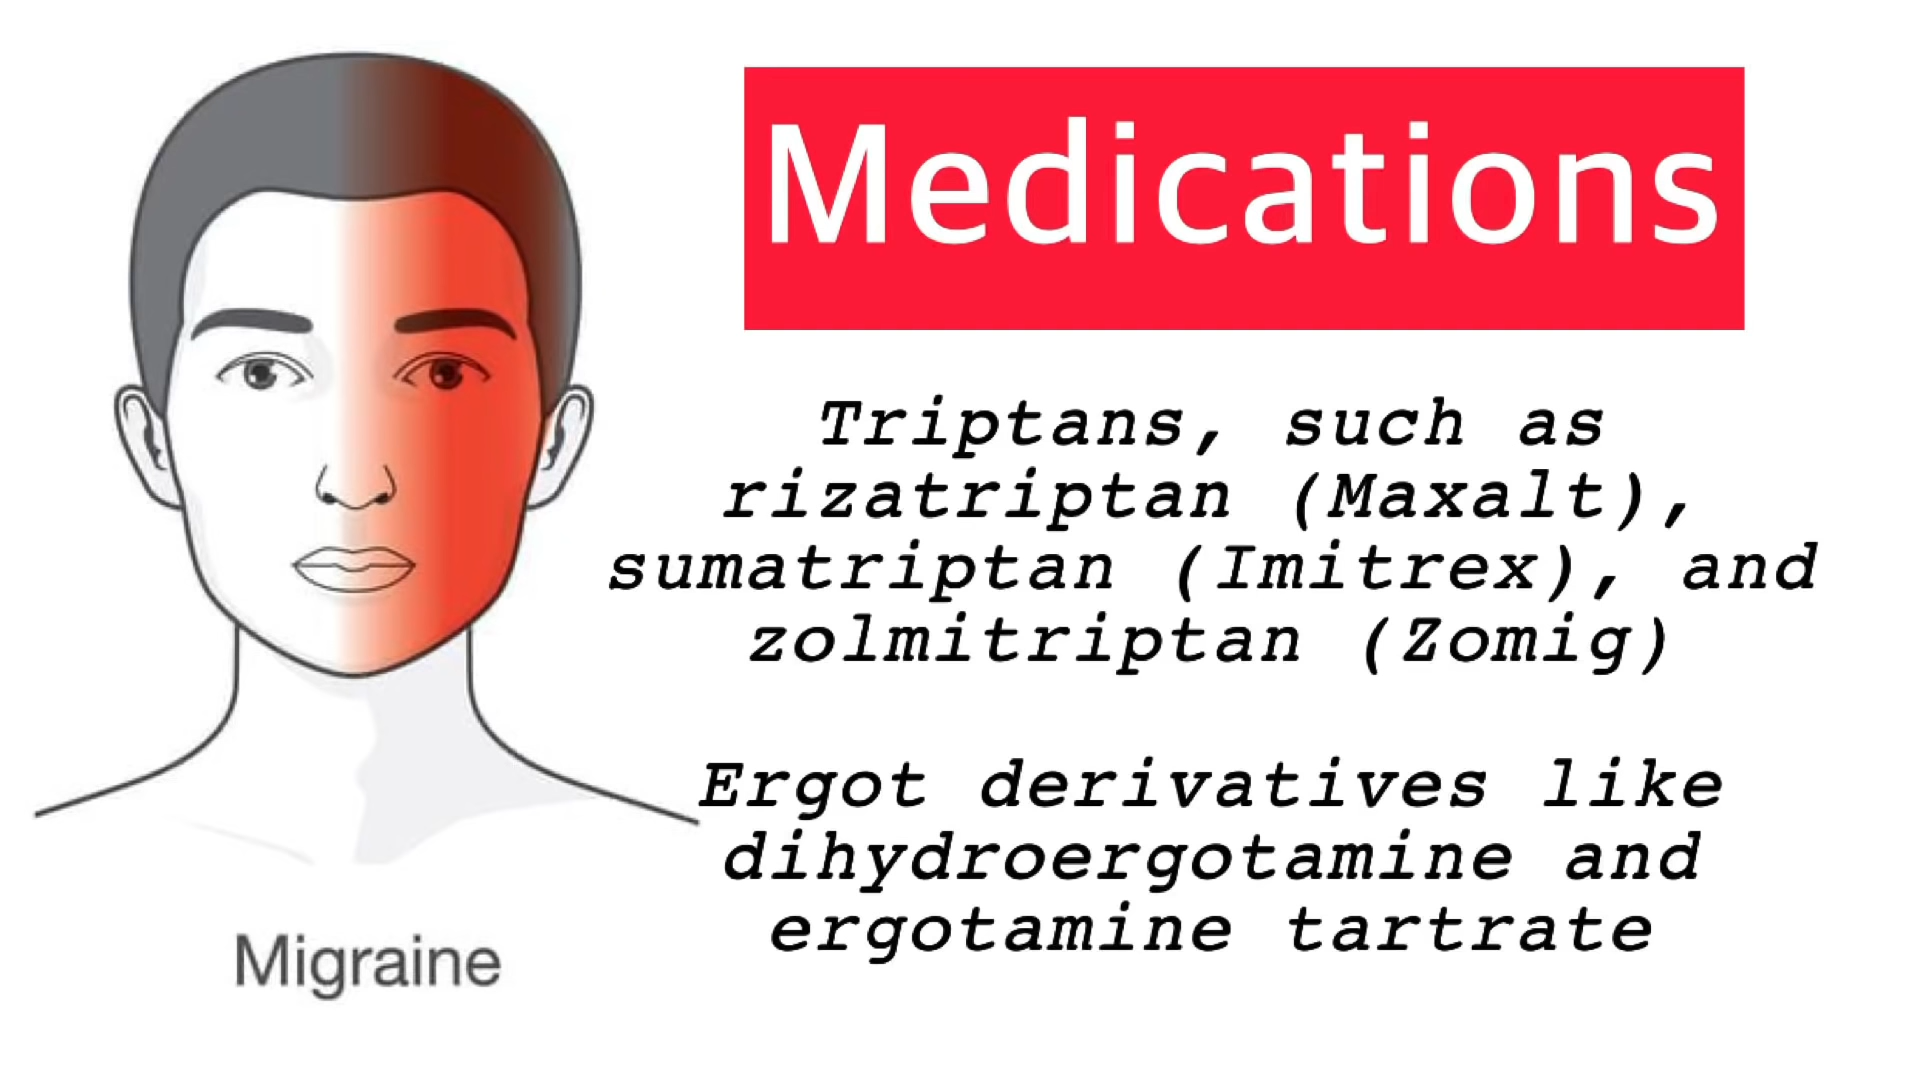 Medications
Triptans, such as
rizatriptan (Maxalt),
sumatriptan (Imitrex), and
zolmitriptan (Zomig)
Ergot derivatives like
dihydroergotamine and
ergotamine tartrate
Migraine